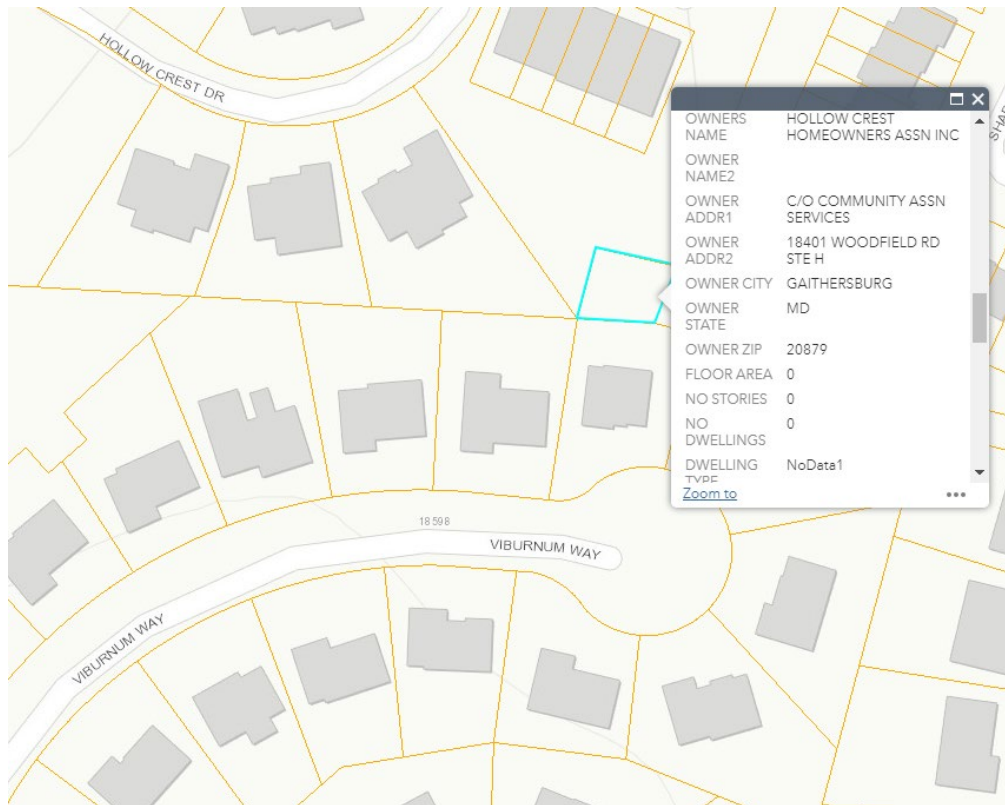 HOLLOW CREST DR
OWNERS HOLLOW CREST
NAME HOMEOWNERS ASSN INC
OWNER
NAME2
OWNER C/O COMMUNITY ASSN
ADDR1 SERVICES
OWNER 18401 WOODFIELD RD
ADDR2 STE H
OWNER CITY GAITHERSBURG
OWNER MD
STATE
OWNER ZIP 20879
FLOOR AREA 0
NO STORIES 0
NO 0
DWELLINGS
DWELLING NoData1
TYPE
Zoom to
18598
VIBURNUM WAY
VIBURNUM WAY